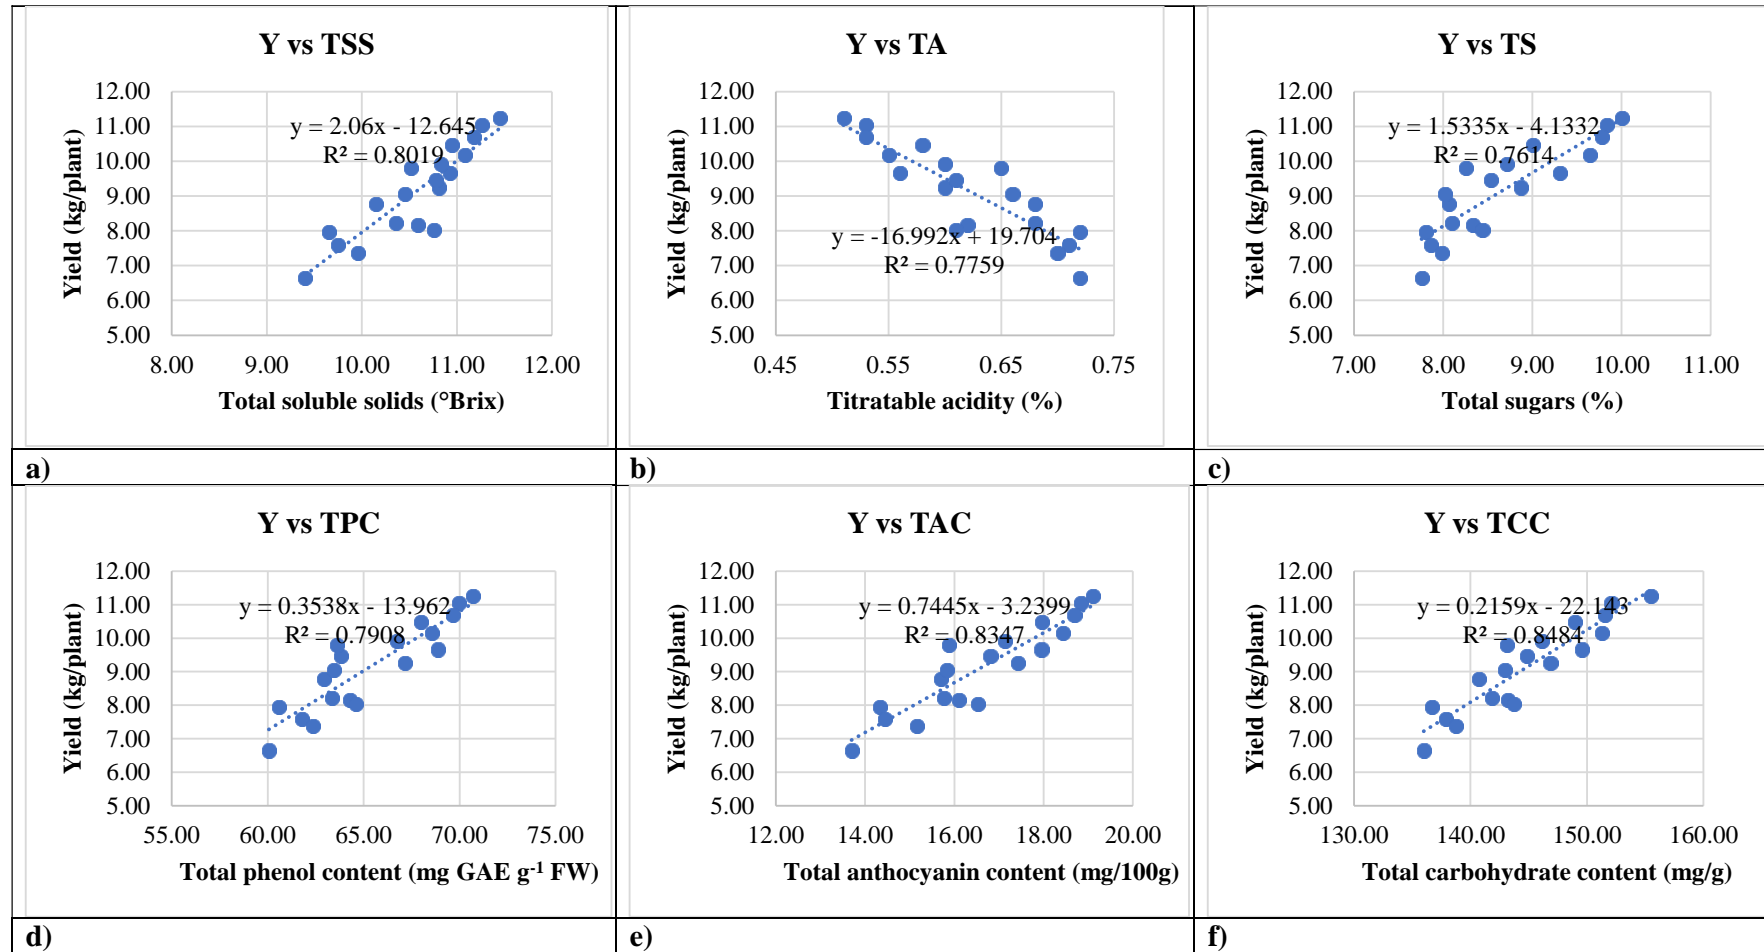 Y vs TSS
12.00
11.00
10.00
9.00
8.00
7.00
6.00
5.00
y = 2.06x - 12.645
R² = 0.8019
Yield (kg/plant)
8.00 9.00 10.00 11.00 12.00
Total soluble solids (°Brix)
a)
Y vs TA
12.00
11.00
10.00
9.00
8.00
7.00
6.00
5.00
y = -16.992x + 19.704
R² = 0.7759
Yield (kg/plant)
0.45 0.55 0.65 0.75
Titratable acidity (%)
b)
Y vs TS
12.00
11.00
10.00
9.00
8.00
7.00
6.00
5.00
y = 1.5335x - 4.1332
R² = 0.7614
Yield (kg/plant)
7.00 8.00 9.00 10.00 11.00
Total sugars (%)
c)
Y vs TPC
12.00
11.00
10.00
9.00
8.00
7.00
6.00
5.00
y = 0.3538x - 13.962
R² = 0.7908
Yield (kg/plant)
55.00 60.00 65.00 70.00 75.00
Total phenol content (mg GAE g⁻¹ FW)
d)
Y vs TAC
12.00
11.00
10.00
9.00
8.00
7.00
6.00
5.00
y = 0.7445x - 3.2399
R² = 0.8347
Yield (kg/plant)
12.00 14.00 16.00 18.00 20.00
Total anthocyanin content (mg/100g)
e)
Y vs TCC
12.00
11.00
10.00
9.00
8.00
7.00
6.00
5.00
y = 0.2159x - 22.143
R² = 0.8484
Yield (kg/plant)
130.00 140.00 150.00 160.00
Total carbohydrate content (mg/g)
f)